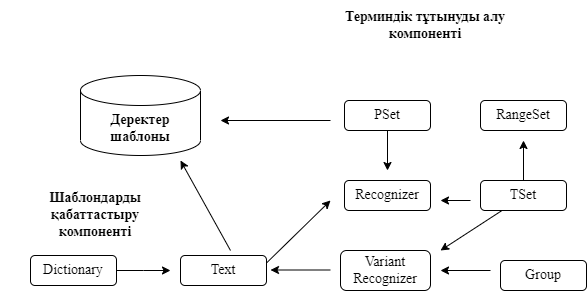 Терминдік тұтынуды алу
компоненті
Деректер
шаблоны
PSet
RangeSet
Шаблондарды
қабаттастыру
компоненті
Recognizer
TSet
Dictionary
Text
Variant
Recognizer
Group